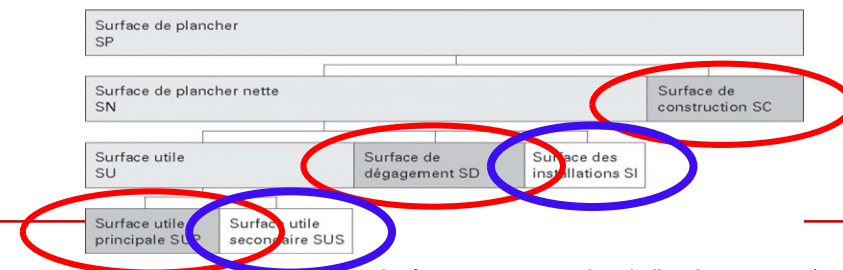 Surface de plancher
SP
Surface de plancher nette
SN
Surface de
construction SC
Surface utile
SU
Surface de
dégagement SD
Surface des
installations SI
Surface utile
principale SUP
Surface utile
secondaire SUS